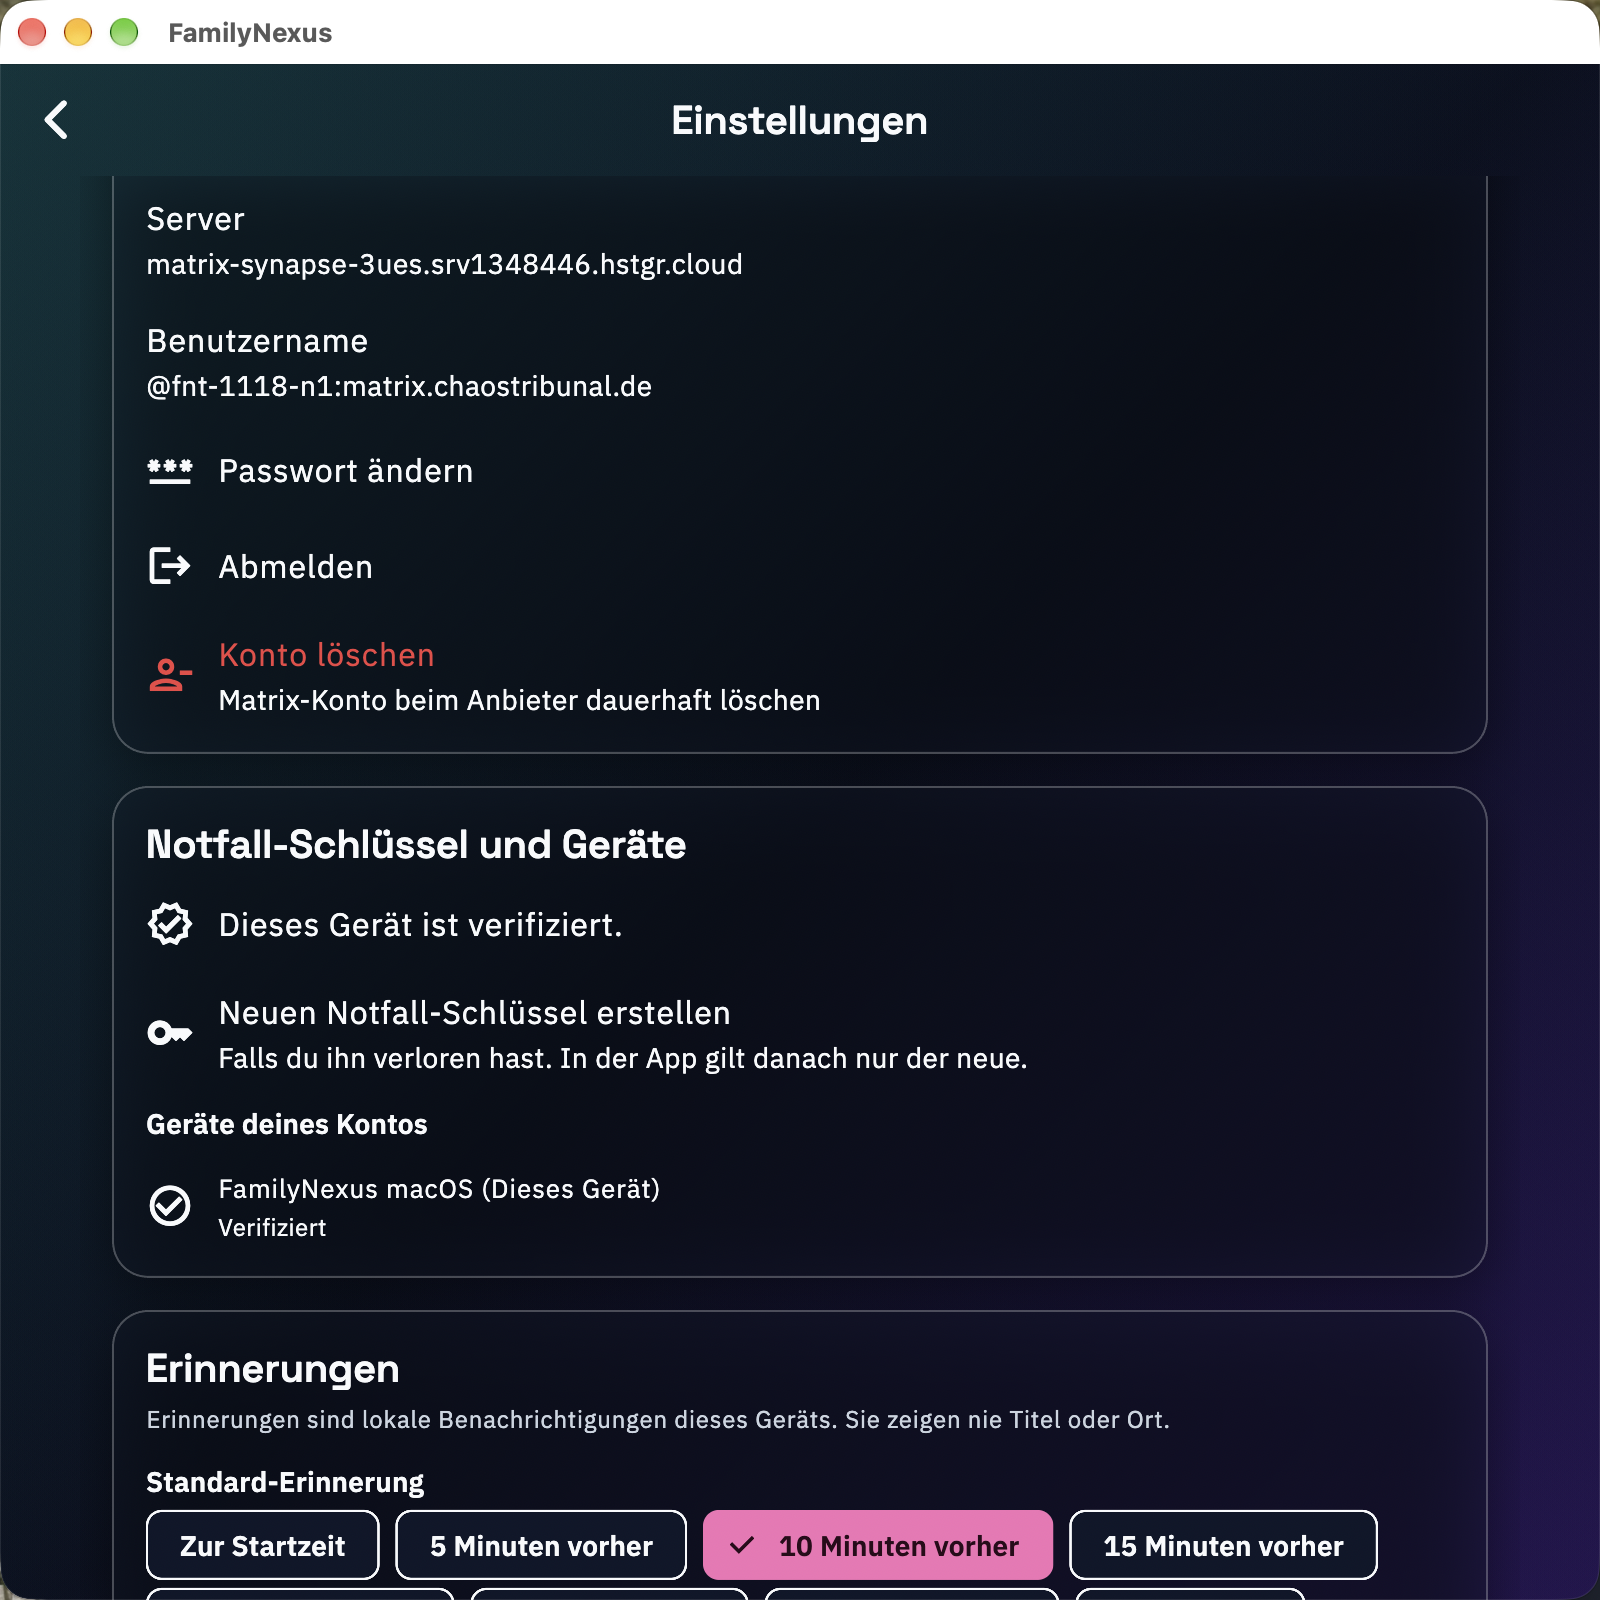 FamilyNexus
Einstellungen
Server
matrix-synapse-3ues.srv1348446.hstgr.cloud
Benutzername
@fnt-1118-n1:matrix.chaostribunal.de
Passwort ändern
Abmelden
Konto löschen
Matrix-Konto beim Anbieter dauerhaft löschen
Notfall-Schlüssel und Geräte
Dieses Gerät ist verifiziert.
Neuen Notfall-Schlüssel erstellen
Falls du ihn verloren hast. In der App gilt danach nur der neue.
Geräte deines Kontos
FamilyNexus macOS (Dieses Gerät)
Verifiziert
Erinnerungen
Erinnerungen sind lokale Benachrichtigungen dieses Geräts. Sie zeigen nie Titel oder Ort.
Standard-Erinnerung
Zur Startzeit 5 Minuten vorher 10 Minuten vorher 15 Minuten vorher